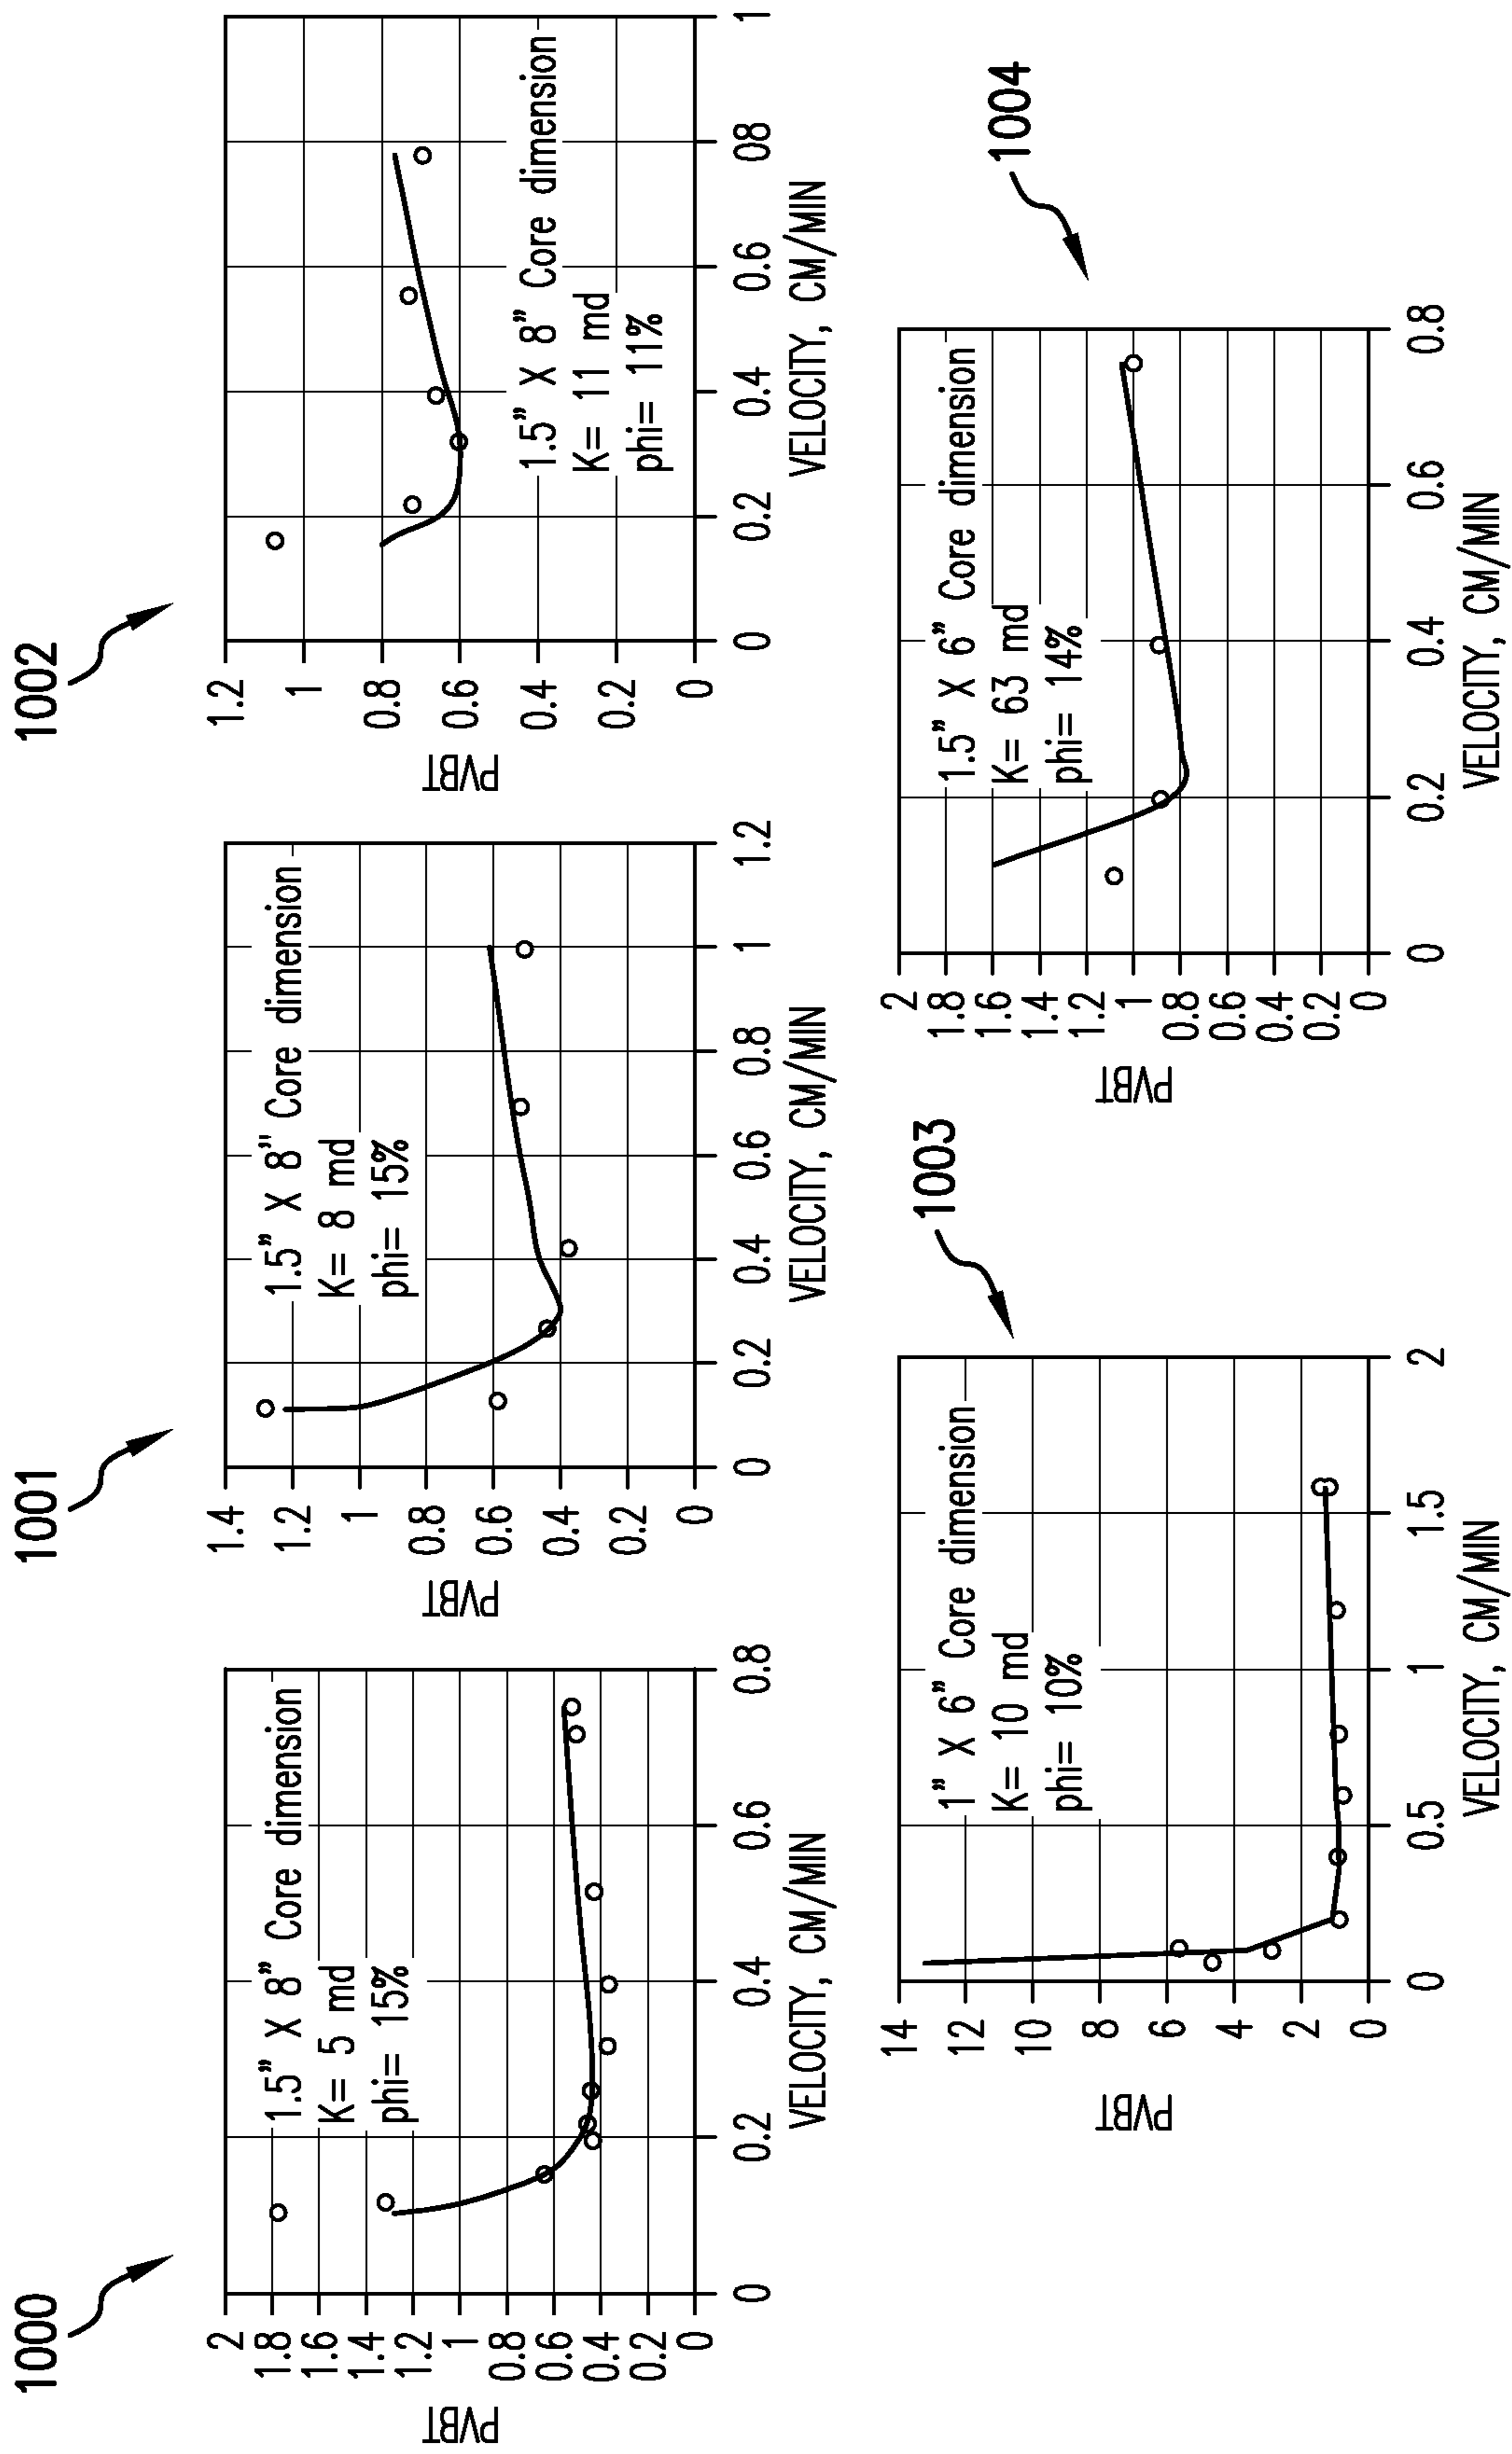 1000
PVBT
2
1.8
1.6
1.4
1.2
1
0.8
0.6
0.4
0.2
0
1.5” X 8” Core dimension
K= 5 md
phi= 15%
0 0.2 0.4 0.6 0.8
VELOCITY, CM/MIN
1001
PVBT
1.4
1.2
1
0.8
0.6
0.4
0.2
0
1.5” X 8" Core dimension
K= 8 md
phi= 15%
0 0.2 0.4 0.6 0.8 1 1.2
VELOCITY, CM/MIN
1002
PVBT
1.2
1
0.8
0.6
0.4
0.2
0
1.5” X 8” Core dimension
K= 11 md
phi= 11%
0 0.2 0.4 0.6 08 1
VELOCITY, CM/MIN
1003
PVBT
14
12
10
8
6
4
2
0
1” X 6” Core dimension
K= 10 md
phi= 10%
0 0.5 1 1.5 2
VELOCITY, CM/MIN
1004
PVBT
2
1.8
1.6
1.4
1.2
1
0.8
0.6
0.4
0.2
0
1.5” X 6” Core dimension
K= 63 md
phi= 14%
0 0.2 0.4 0.6 0.8
VELOCITY, CM/MIN